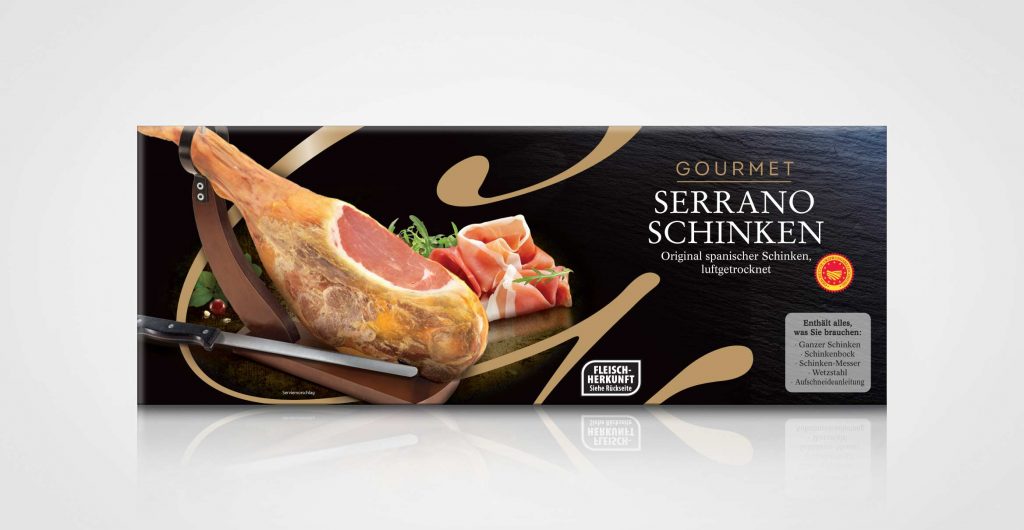 GOURMET
SERRANO
SCHINKEN
Original spanischer Schinken,
luftgetrocknet
Enthält alles,
was Sie brauchen:
· Ganzer Schinken
· Schinkenbock
· Schinken-Messer
· Wetzstahl
· Aufschneideanleitung
FLEISCH-
HERKUNFT
Siehe Rückseite
Serviervorschlag